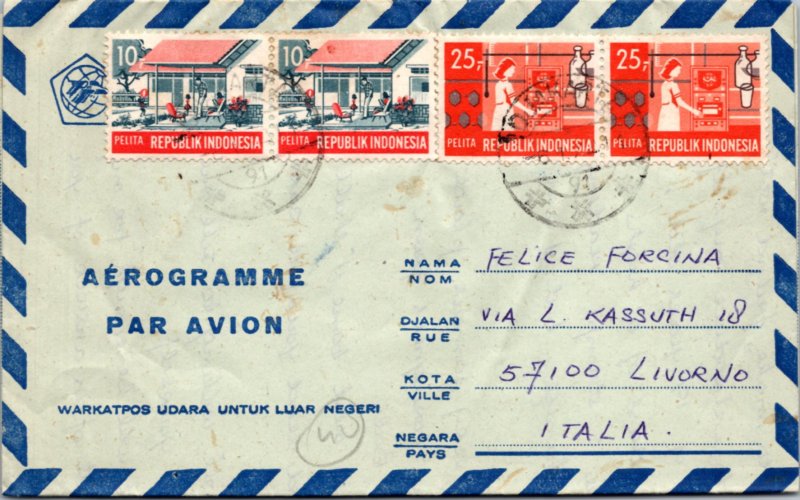 10 10 25,- 25,-
PELITA REPUBLIK INDONESIA PELITA REPUBLIK INDONESIA PELITA REPUBLIK INDONESIA PELITA REPUBLIK INDONESIA
AÉROGRAMME
PAR AVION
WARKATPOS UDARA UNTUK LUAR NEGERI
40
NAMA
NOM
FELICE FORCINA
DJALAN
RUE
VIA L. KASSUTH 18
KOTA
VILLE
57100 LIVORNO
NEGARA
PAYS
ITALIA.